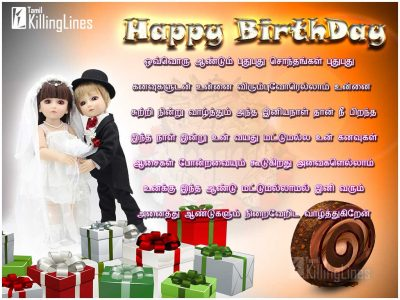 Tamil
KillingLines
Happy BirthDay
ஒவ்வொரு ஆண்டும் புதுபுது சொந்தங்கள் புதுபுது
கனவுகளுடன் உன்னை விரும்புவோரெல்லாம் உன்னை
சுற்றி நின்று வாழ்த்தும் அந்த இனியநாள் தான் நீ பிறந்த
இந்த நாள் இன்று உன் வயது மட்டுமல்ல உன் கனவுகள்
ஆசைகள் போன்றவையும் கூடுகிறது அவைகளெல்லாம்
உனக்கு இந்த ஆண்டு மட்டுமல்லாமல் இனி வரும்
அனைத்து ஆண்டுகளும் நிறைவேறிட வாழ்த்துகிறேன்
Tamil
KillingLines